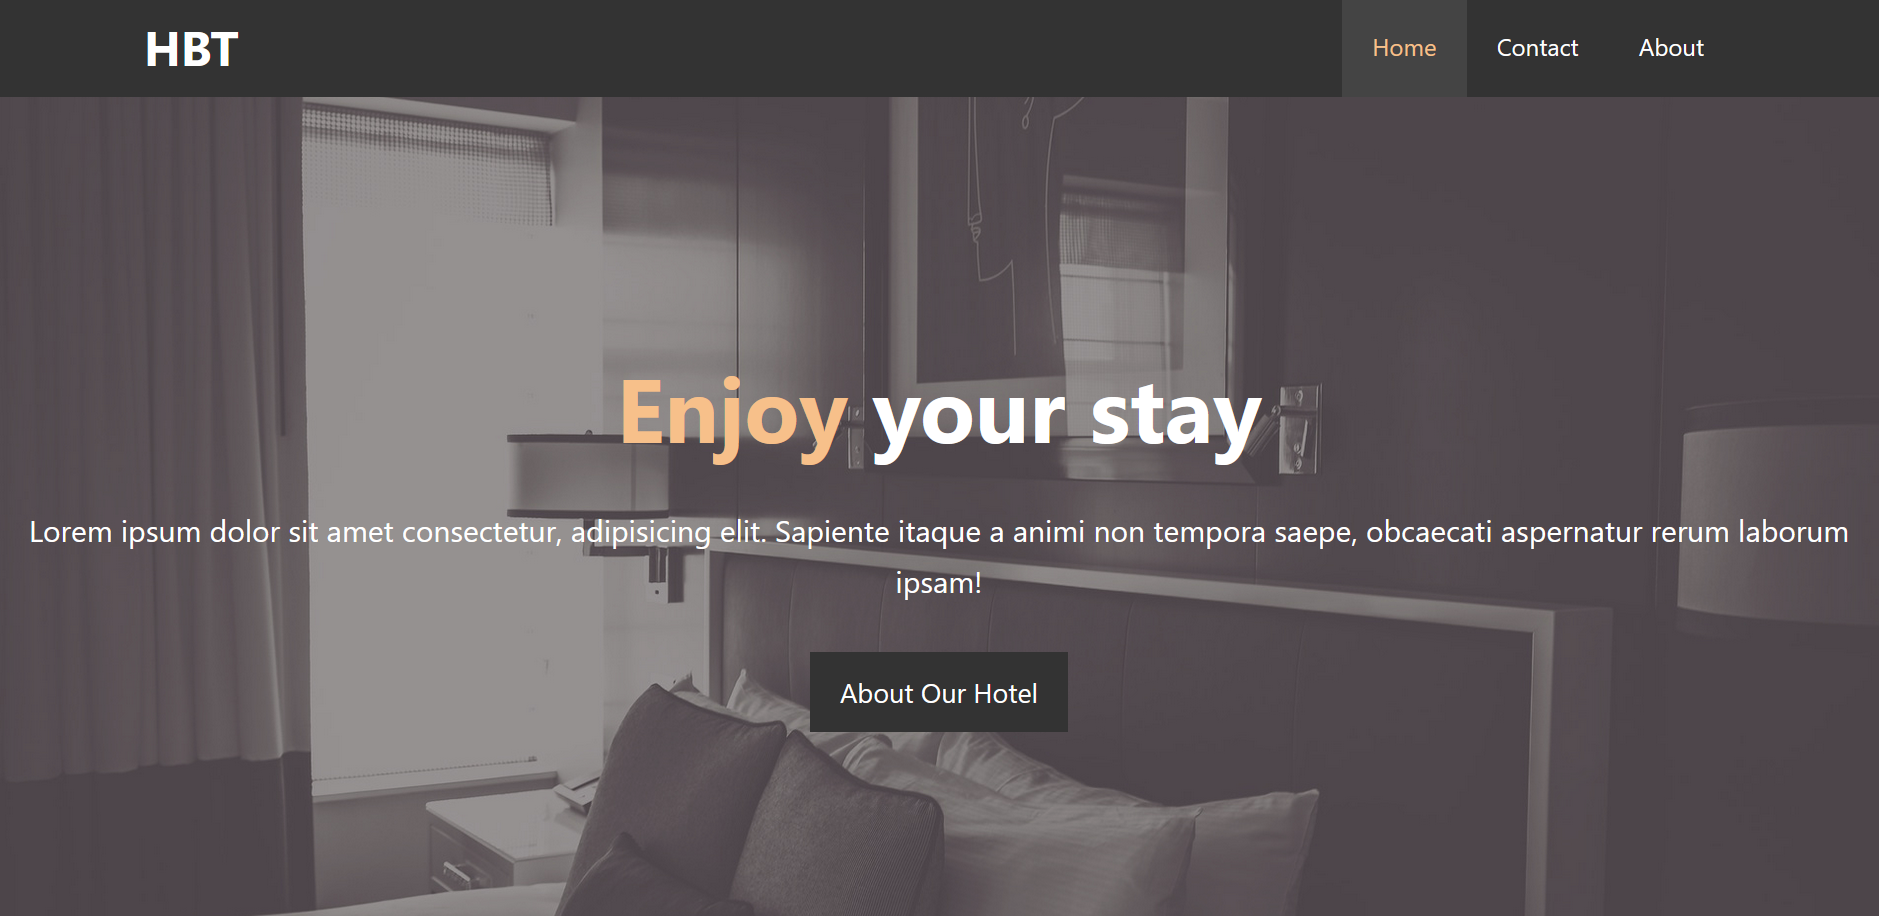 HBT
Home
Contact
About
Enjoy your stay
Lorem ipsum dolor sit amet consectetur, adipisicing elit. Sapiente itaque a animi non tempora saepe, obcaecati aspernatur rerum laborum
ipsam!
About Our Hotel